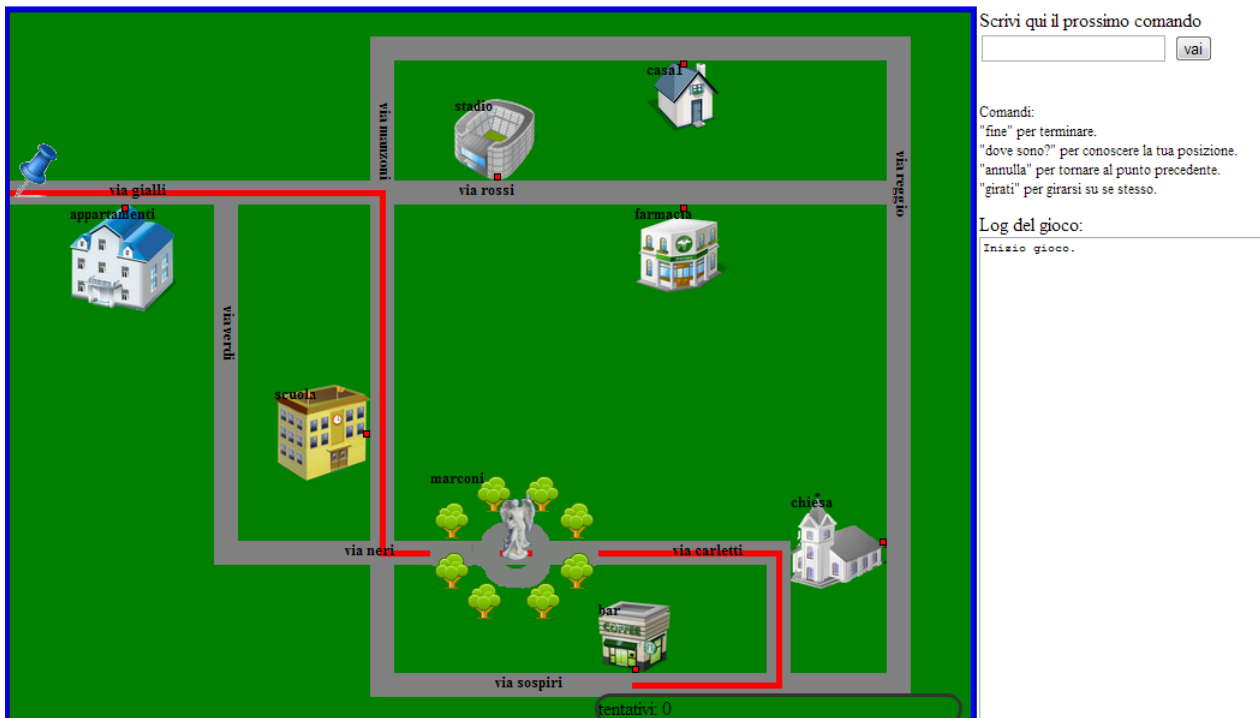 casa1
stadio
via manzoni
via reggio
via gialli
via rossi
appartamenti
farmacia
via verdi
scuola
marconi
chiesa
via neri
via carletti
bar
COFFEE
via sospiri
tentativi: 0
Scrivi qui il prossimo comando
vai
Comandi:
"fine" per terminare.
"dove sono?" per conoscere la tua posizione.
"annulla" per tornare al punto precedente.
"girati" per girarsi su se stesso.
Log del gioco:
Inizio gioco.